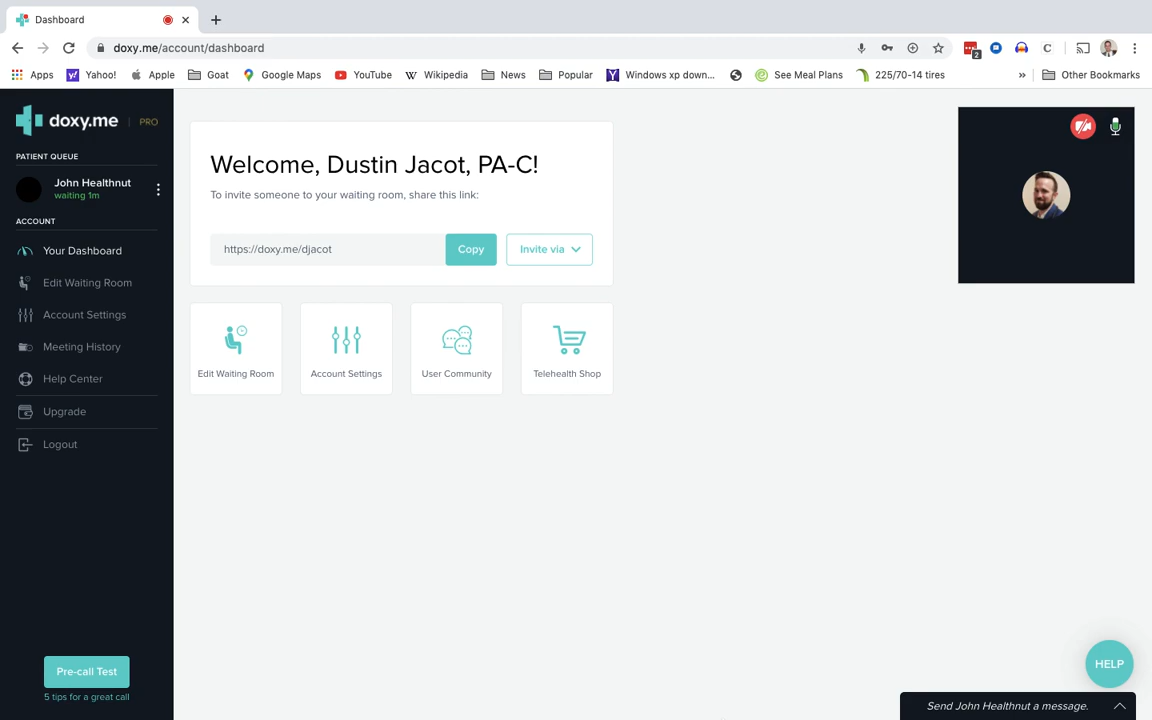 Dashboard
doxy.me/account/dashboard
2
C
Apps
Yahoo!
Apple
Goat
Google Maps
YouTube
W Wikipedia
News
Popular
Y Windows xp down...
See Meal Plans
225/70-14 tires
»
Other Bookmarks
doxy.me | PRO
PATIENT QUEUE
John Healthnut
waiting 1m
ACCOUNT
Your Dashboard
Edit Waiting Room
Account Settings
Meeting History
Help Center
Upgrade
Logout
Pre-call Test
5 tips for a great call
Welcome, Dustin Jacot, PA-C!
To invite someone to your waiting room, share this link:
https://doxy.me/djacot
Copy
Invite via
Edit Waiting Room
Account Settings
User Community
Telehealth Shop
HELP
Send John Healthnut a message.